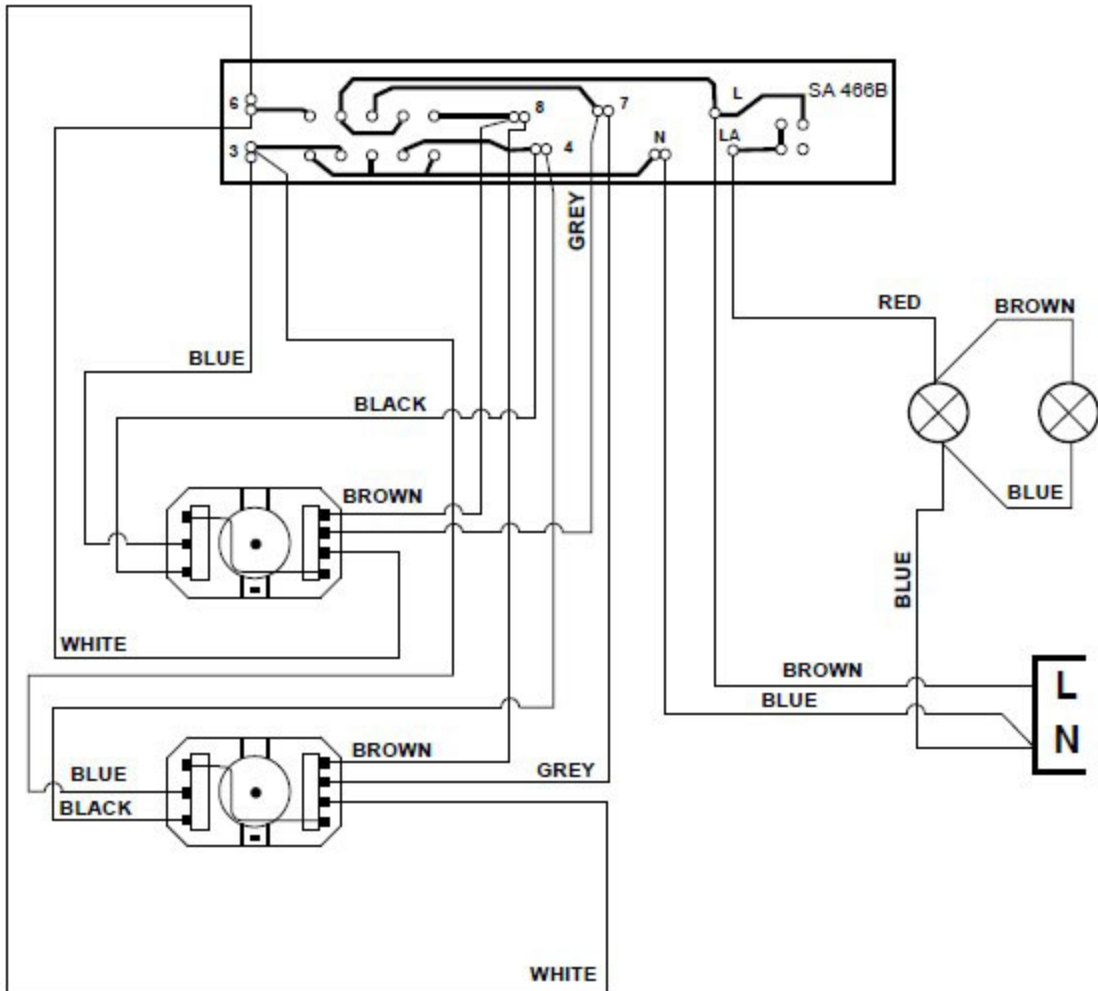 SA 466B
6
8
7
L
3
4
N
LA
GREY
RED
BROWN
BLUE
BLACK
BROWN
BLUE
BLUE
WHITE
BROWN
L
BLUE
N
BROWN
GREY
BLUE
BLACK
WHITE